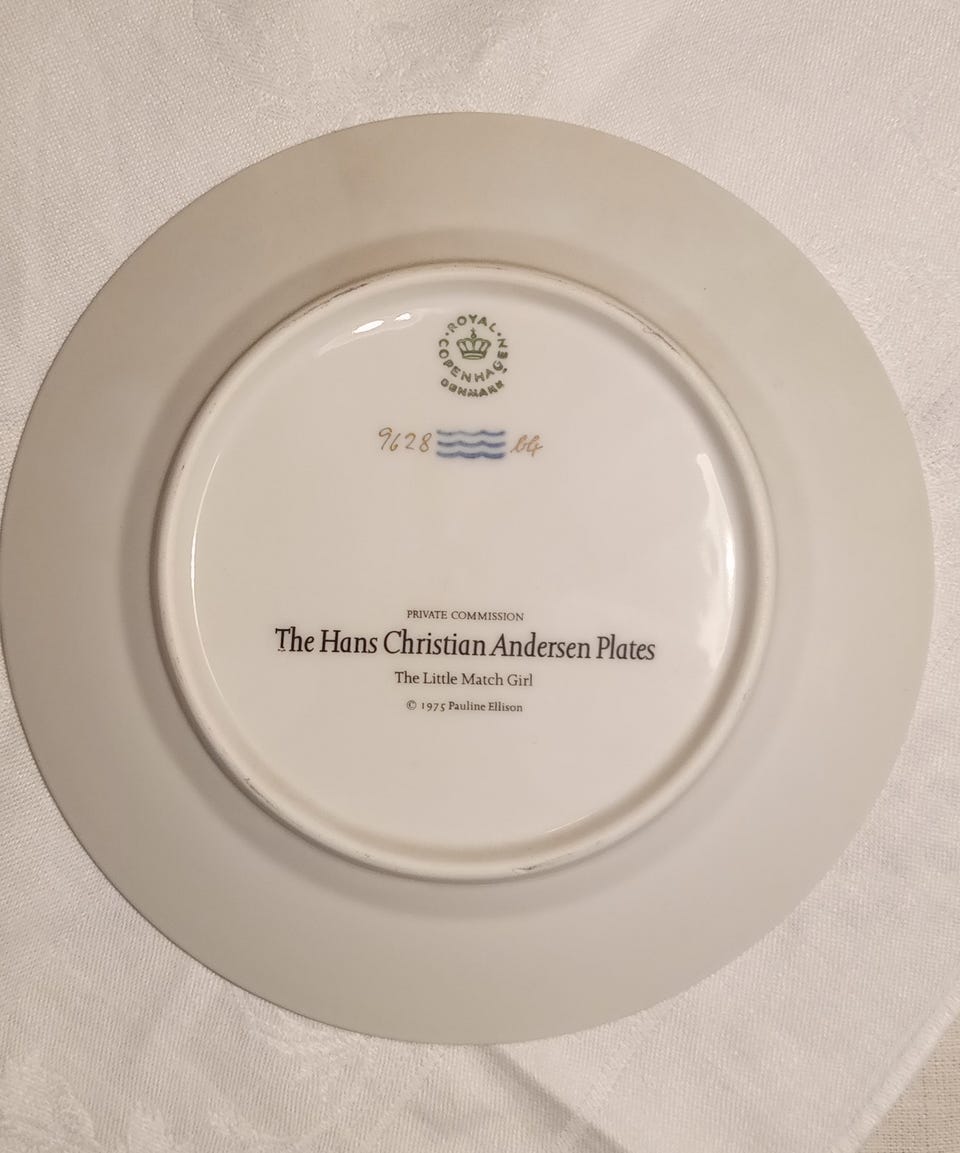 ROYAL COPENHAGEN
DENMARK
9628
PRIVATE COMMISSION
The Hans Christian Andersen Plates
The Little Match Girl
© 1975 Pauline Ellison